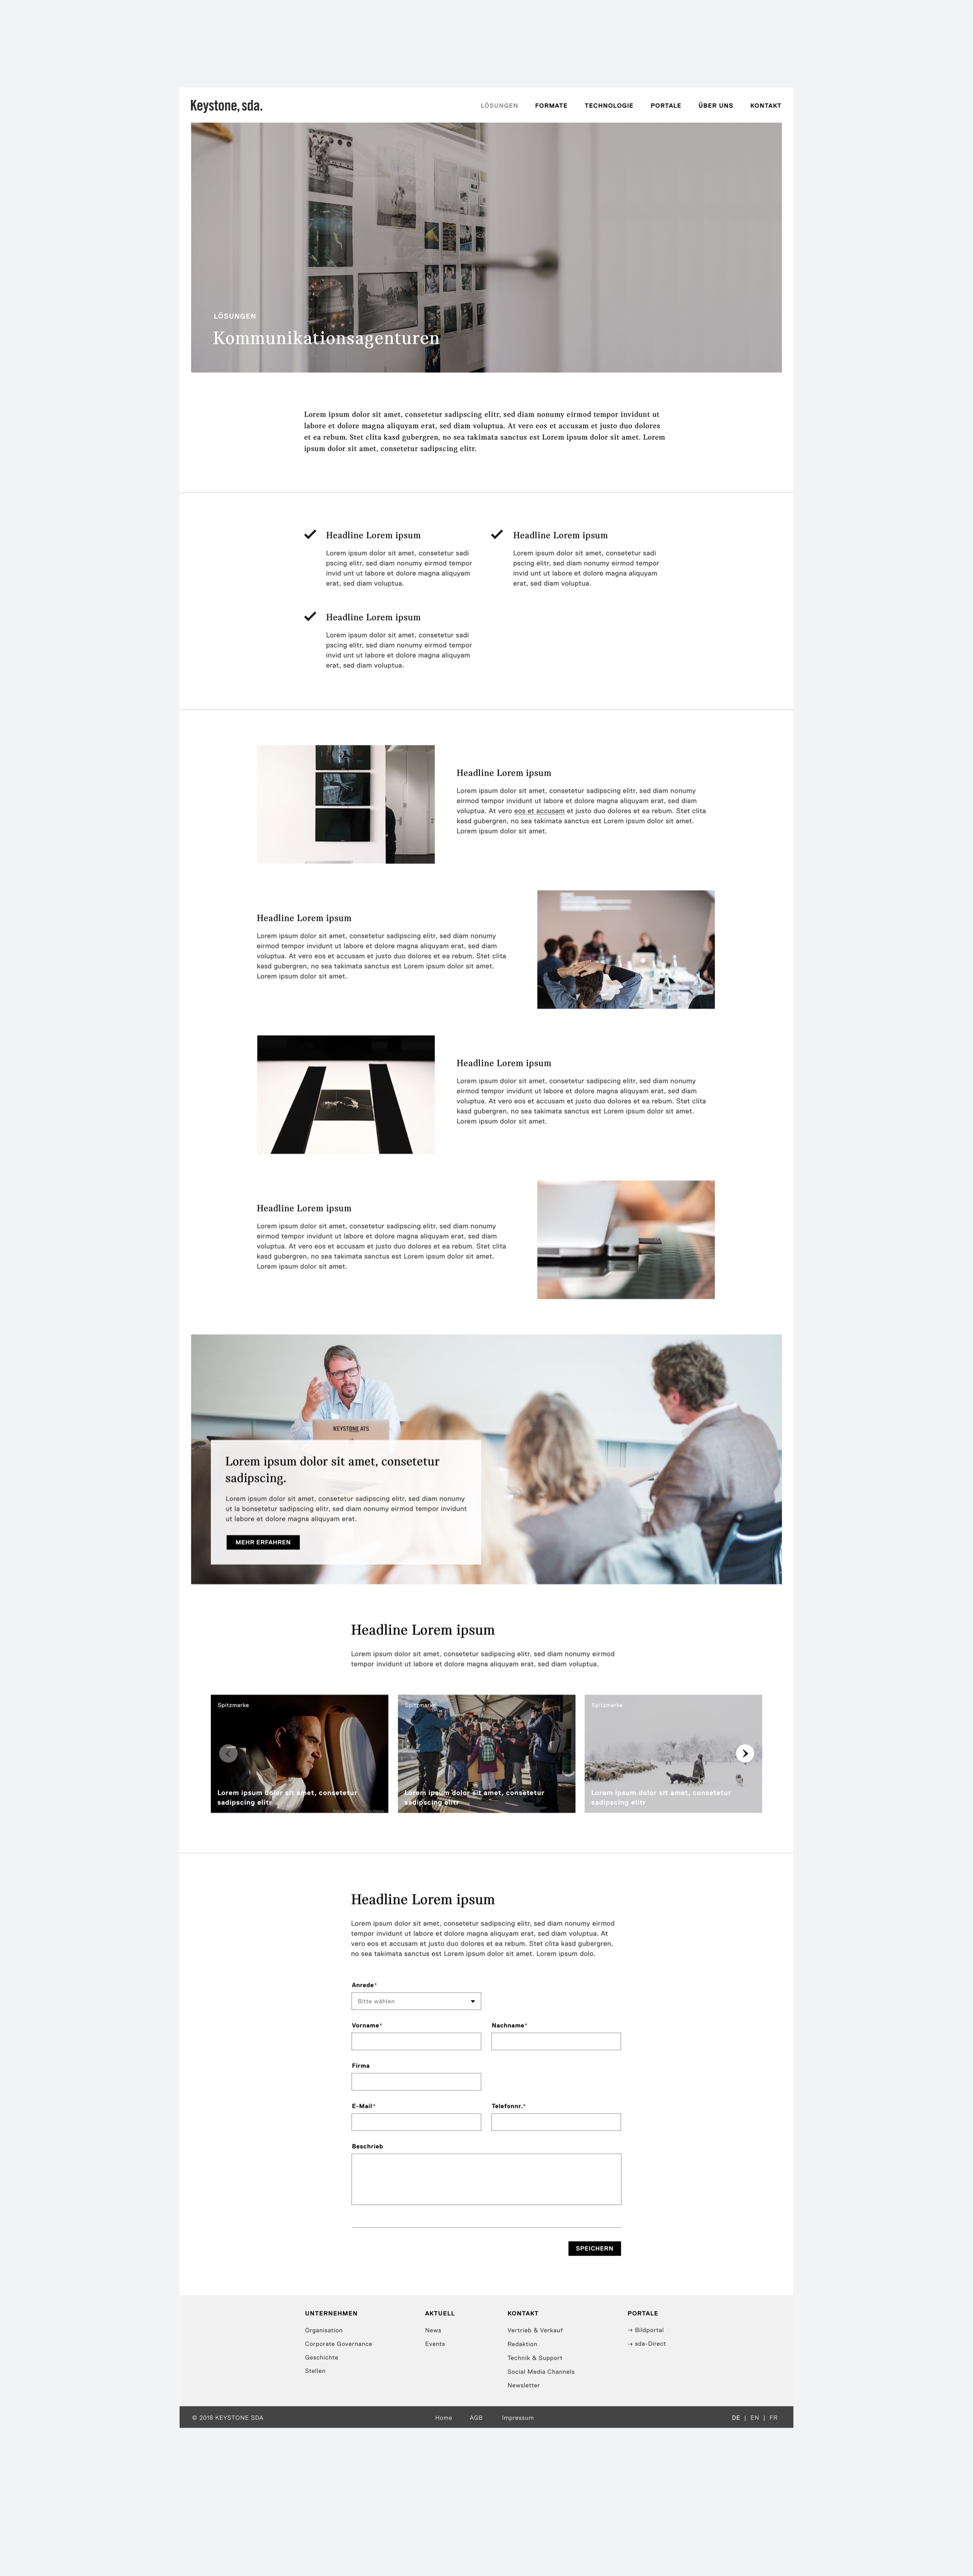 Keystone, sda.
LÖSUNGEN FORMATE TECHNOLOGIE PORTALE ÜBER UNS KONTAKT
LÖSUNGEN
Kommunikationsagenturen
Lorem ipsum dolor sit amet, consetetur sadipscing elitr, sed diam nonumy eirmod tempor invidunt ut
labore et dolore magna aliquyam erat, sed diam voluptua. At vero eos et accusam et justo duo dolores
et ea rebum. Stet clita kasd gubergren, no sea takimata sanctus est Lorem ipsum dolor sit amet. Lorem
ipsum dolor sit amet, consetetur sadipscing elitr.
Headline Lorem ipsum
Lorem ipsum dolor sit amet, consetetur sadi
pscing elitr, sed diam nonumy eirmod tempor
invid unt ut labore et dolore magna aliquyam
erat, sed diam voluptua.
Headline Lorem ipsum
Lorem ipsum dolor sit amet, consetetur sadi
pscing elitr, sed diam nonumy eirmod tempor
invid unt ut labore et dolore magna aliquyam
erat, sed diam voluptua.
Headline Lorem ipsum
Lorem ipsum dolor sit amet, consetetur sadi
pscing elitr, sed diam nonumy eirmod tempor
invid unt ut labore et dolore magna aliquyam
erat, sed diam voluptua.
Headline Lorem ipsum
Lorem ipsum dolor sit amet, consetetur sadipscing elitr, sed diam nonumy
eirmod tempor invidunt ut labore et dolore magna aliquyam erat, sed diam
voluptua. At vero eos et accusam et justo duo dolores et ea rebum. Stet clita
kasd gubergren, no sea takimata sanctus est Lorem ipsum dolor sit amet.
Lorem ipsum dolor sit amet.
Headline Lorem ipsum
Lorem ipsum dolor sit amet, consetetur sadipscing elitr, sed diam nonumy
eirmod tempor invidunt ut labore et dolore magna aliquyam erat, sed diam
voluptua. At vero eos et accusam et justo duo dolores et ea rebum. Stet clita
kasd gubergren, no sea takimata sanctus est Lorem ipsum dolor sit amet.
Lorem ipsum dolor sit amet.
Headline Lorem ipsum
Lorem ipsum dolor sit amet, consetetur sadipscing elitr, sed diam nonumy
eirmod tempor invidunt ut labore et dolore magna aliquyam erat, sed diam
voluptua. At vero eos et accusam et justo duo dolores et ea rebum. Stet clita
kasd gubergren, no sea takimata sanctus est Lorem ipsum dolor sit amet.
Lorem ipsum dolor sit amet.
Headline Lorem ipsum
Lorem ipsum dolor sit amet, consetetur sadipscing elitr, sed diam nonumy
eirmod tempor invidunt ut labore et dolore magna aliquyam erat, sed diam
voluptua. At vero eos et accusam et justo duo dolores et ea rebum. Stet clita
kasd gubergren, no sea takimata sanctus est Lorem ipsum dolor sit amet.
Lorem ipsum dolor sit amet.
KEYSTONE ATS
Lorem ipsum dolor sit amet, consetetur
sadipscing.
Lorem ipsum dolor sit amet, consetetur sadipscing elitr, sed diam nonumy
ut la bonsetetur sadipscing elitr, sed diam nonumy eirmod tempor invidunt
ut labore et dolore magna aliquyam erat.
MEHR ERFAHREN
Headline Lorem ipsum
Lorem ipsum dolor sit amet, consetetur sadipscing elitr, sed diam nonumy eirmod
tempor invidunt ut labore et dolore magna aliquyam erat, sed diam voluptua.
Spitzmarke
Lorem ipsum dolor sit amet, consetetur
sadipscing elitr
Spitzmarke
Lorem ipsum dolor sit amet, consetetur
sadipscing elitr
Spitzmarke
Lorem ipsum dolor sit amet, consetetur
sadipscing elitr
Headline Lorem ipsum
Lorem ipsum dolor sit amet, consetetur sadipscing elitr, sed diam nonumy eirmod
tempor invidunt ut labore et dolore magna aliquyam erat, sed diam voluptua. At
vero eos et accusam et justo duo dolores et ea rebum. Stet clita kasd gubergren,
no sea takimata sanctus est Lorem ipsum dolor sit amet. Lorem ipsum dolo.
Anrede*
Bitte wählen
Vorname* Nachname*
Firma
E-Mail* Telefonnr.*
Beschrieb
SPEICHERN
UNTERNEHMEN
Organisation
Corporate Governance
Geschichte
Stellen
AKTUELL
News
Events
KONTAKT
Vertrieb & Verkauf
Redaktion
Technik & Support
Social Media Channels
Newsletter
PORTALE
→ Bildportal
→ sda-Direct
© 2018 KEYSTONE SDA Home AGB Impressum DE | EN | FR